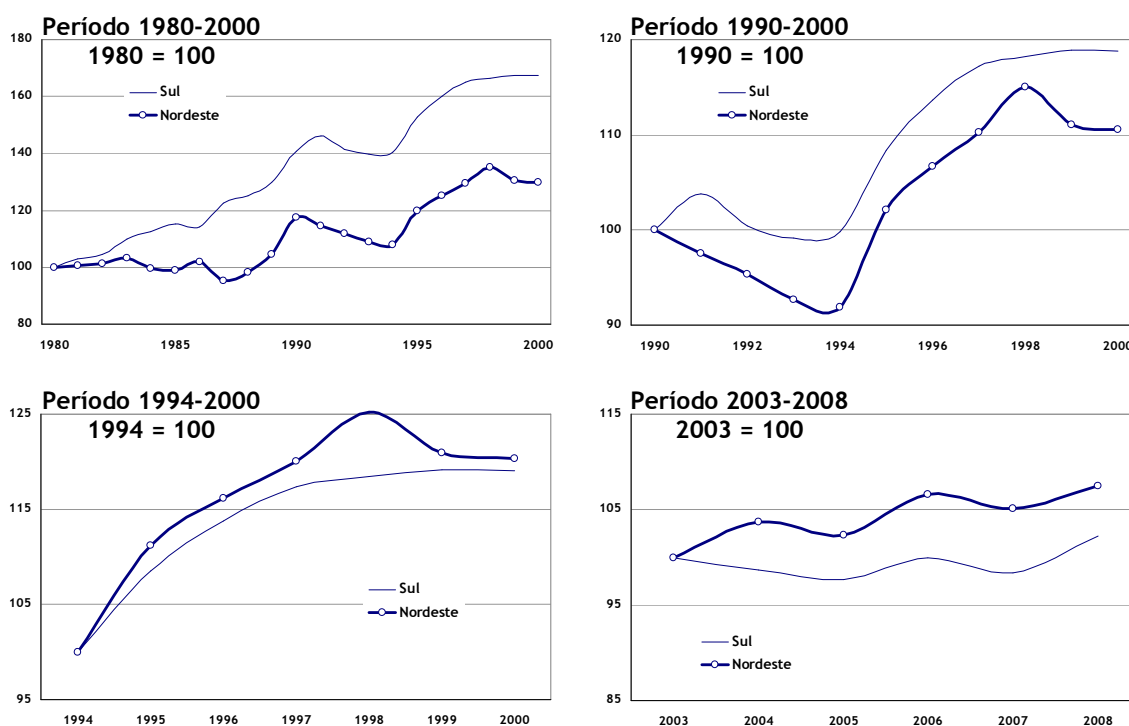 Período 1980-2000
1980 = 100
180
160
140
120
100
80
Sul
Nordeste
1980 1985 1990 1995 2000
Período 1990-2000
1990 = 100
120
110
100
90
Sul
Nordeste
1990 1992 1994 1996 1998 2000
Período 1994-2000
1994 = 100
125
115
105
95
Sul
Nordeste
1994 1995 1996 1997 1998 1999 2000
Período 2003-2008
2003 = 100
115
105
95
85
Sul
Nordeste
2003 2004 2005 2006 2007 2008